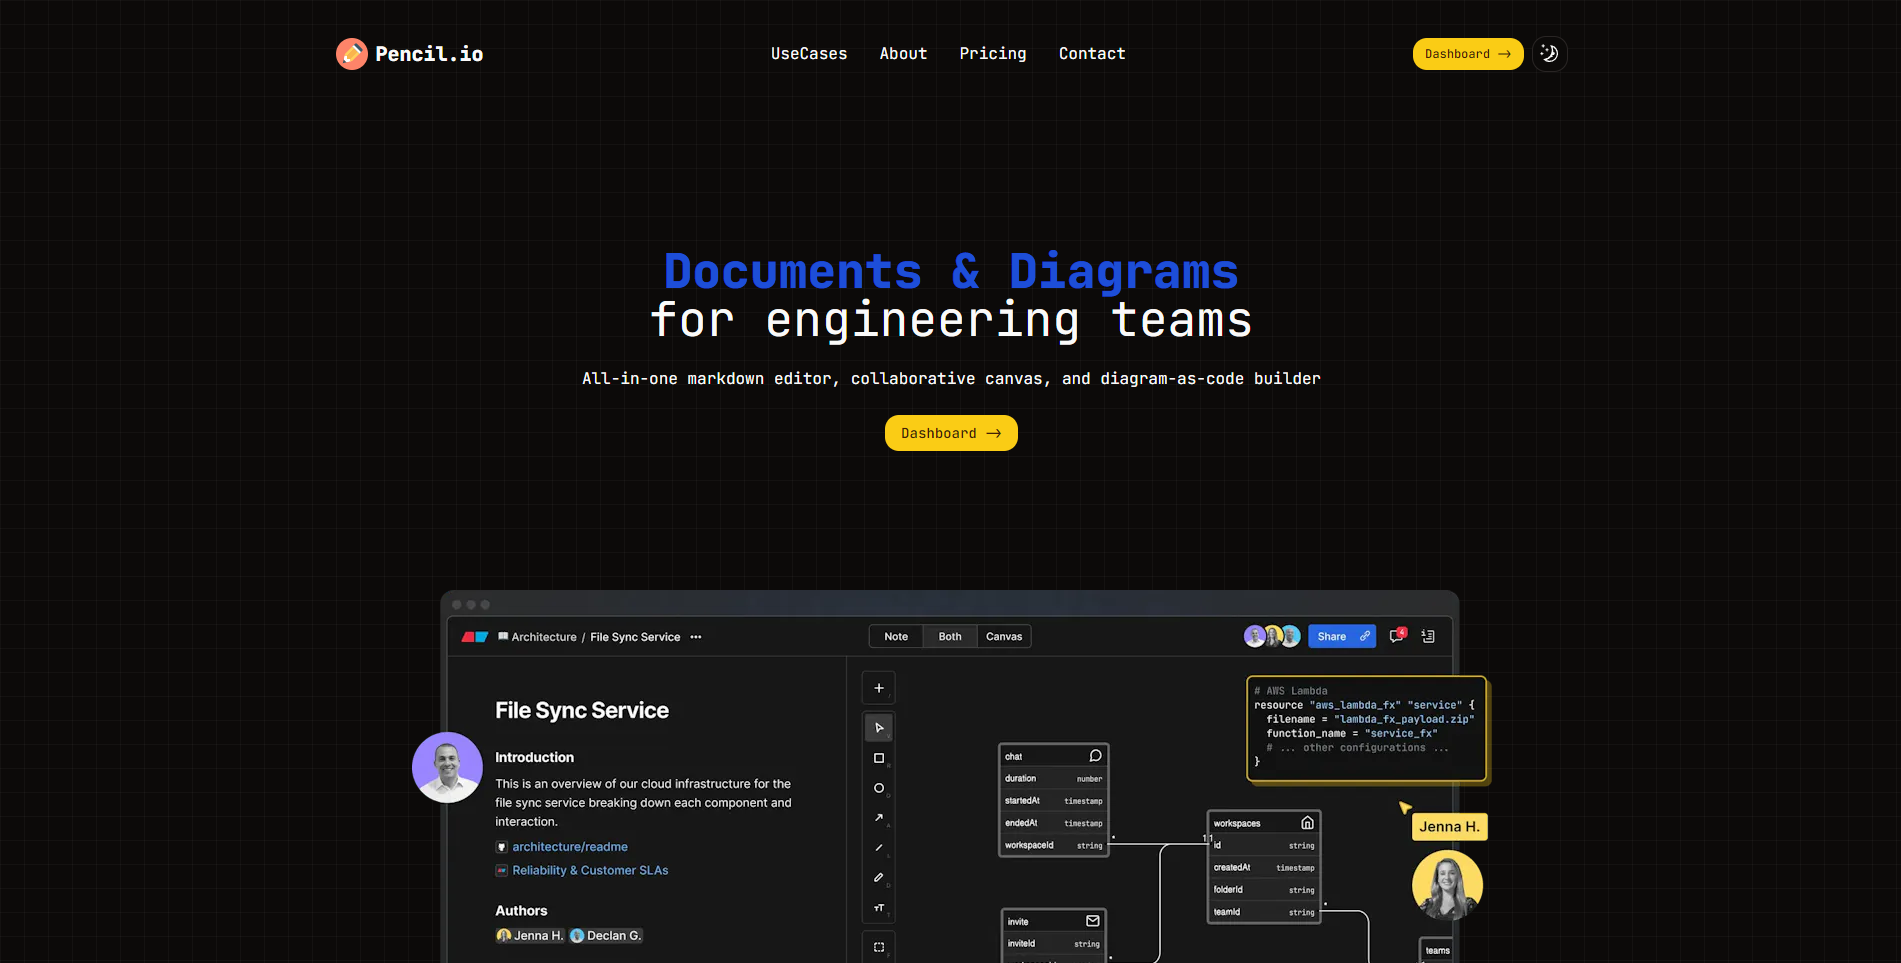 Pencil.io
UseCases About Pricing Contact
Dashboard →
Documents & Diagrams
for engineering teams
All-in-one markdown editor, collaborative canvas, and diagram-as-code builder
Dashboard →
Architecture / File Sync Service •••
Note Both Canvas
Share
4
File Sync Service
Introduction
This is an overview of our cloud infrastructure for the
file sync service breaking down each component and
interaction.
architecture/readme
Reliability & Customer SLAs
Authors
Jenna H. Declan G.
chat
duration number
startedAt timestamp
endedAt timestamp
workspaceId string
invite
inviteId string
# AWS Lambda
resource "aws_lambda_fx" "service" {
filename = "lambda_fx_payload.zip"
function_name = "service_fx"
# ... other configurations ...
}
Jenna H.
workspaces
id string
createdAt timestamp
folderId string
teamId string
teams